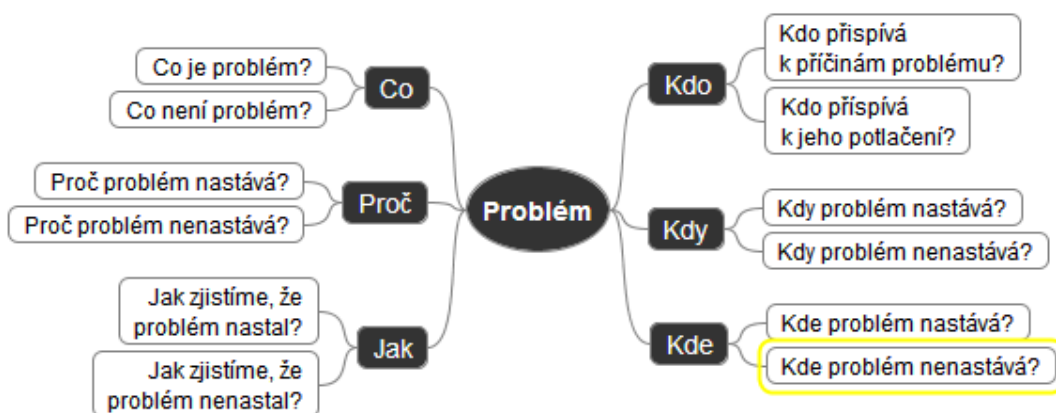 Co je problém?
Co není problém?
Co
Proč problém nastává?
Proč problém nenastává?
Proč
Jak zjistíme, že
problém nastal?
Jak zjistíme, že
problém nenastal?
Jak
Problém
Kdo
Kdo přispívá
k příčinám problému?
Kdo příspívá
k jeho potlačení?
Kdy
Kdy problém nastává?
Kdy problém nenastává?
Kde
Kde problém nastává?
Kde problém nenastává?